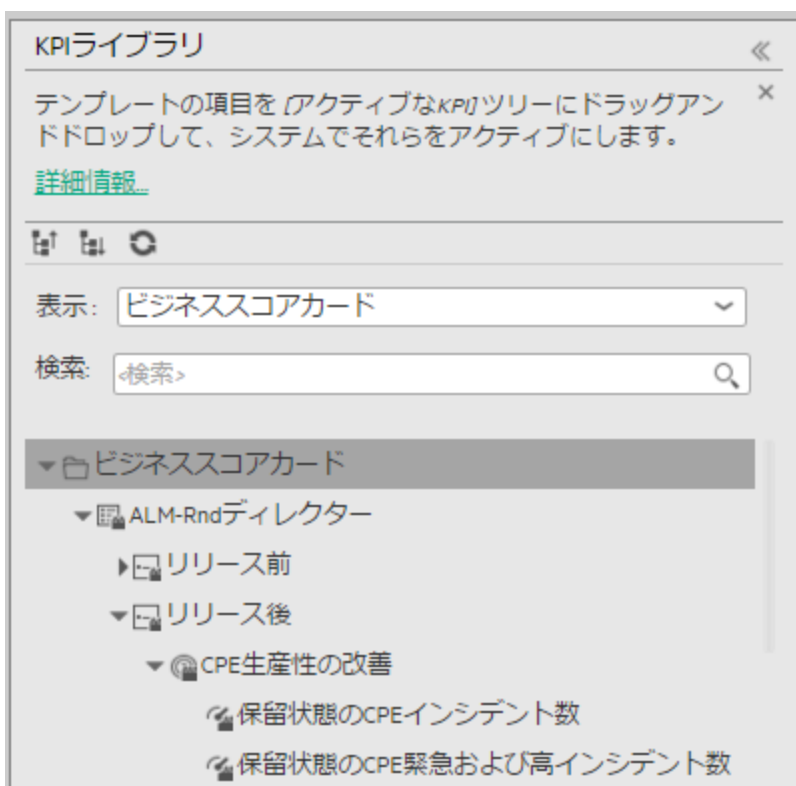 KPIライブラリ
テンプレートの項目を [アクティブなKPI] ツリーにドラッグアン
ドドロップして、システムでそれらをアクティブにします。
詳細情報...
表示: ビジネススコアカード
検索: <検索>
ビジネススコアカード
ALM-Rndディレクター
リリース前
リリース後
CPE生産性の改善
保留状態のCPEインシデント数
保留状態のCPE緊急および高インシデント数